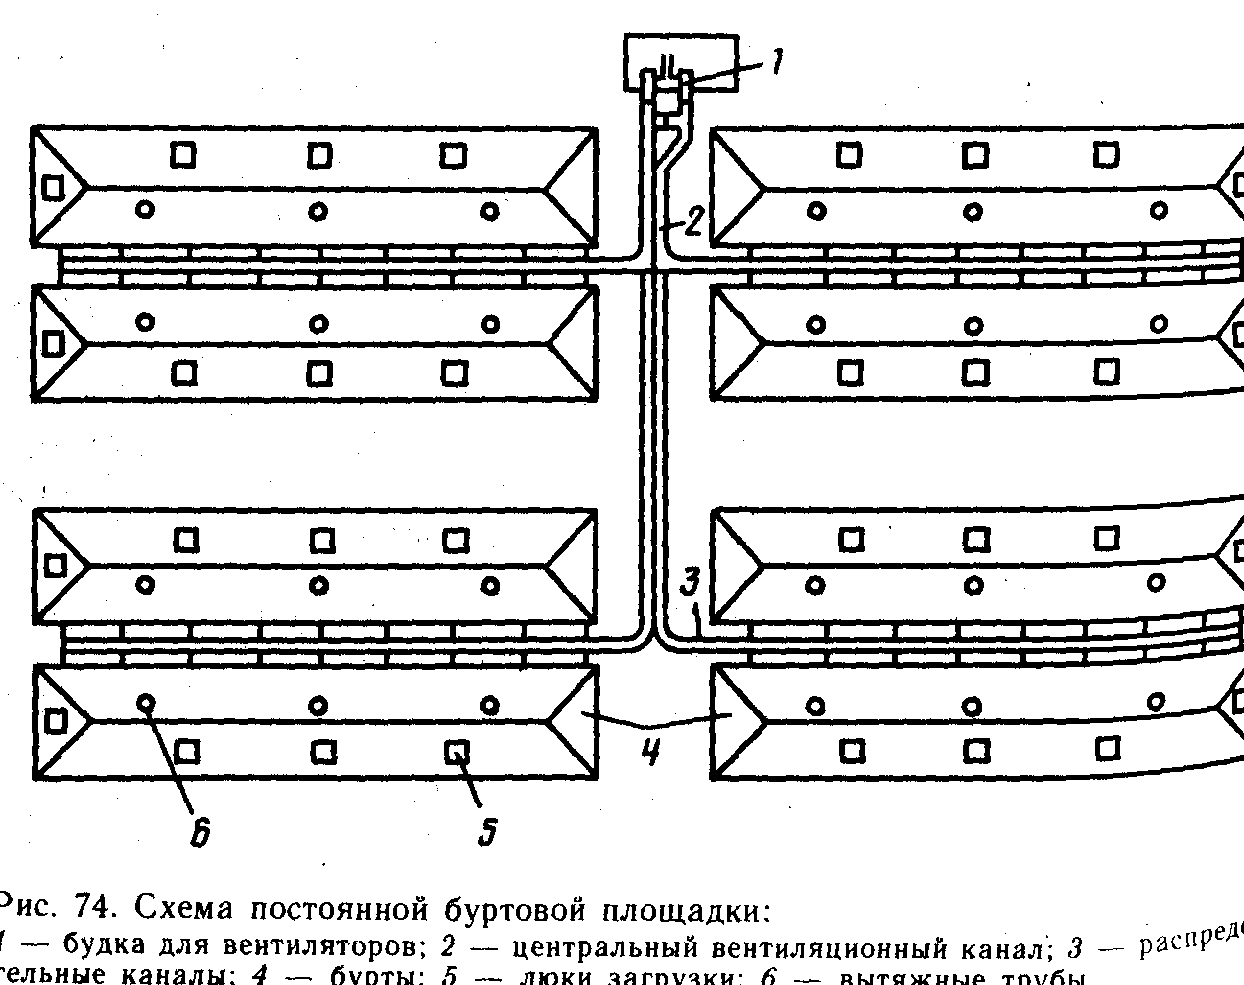 1
2
3
4
6
5
Рис. 74. Схема постоянной буртовой площадки:
1 — будка для вентиляторов; 2 — центральный вентиляционный канал; 3 — распреде
тельные каналы; 4 — бурты; 5 — люки загрузки; 6 — вытяжные трубы